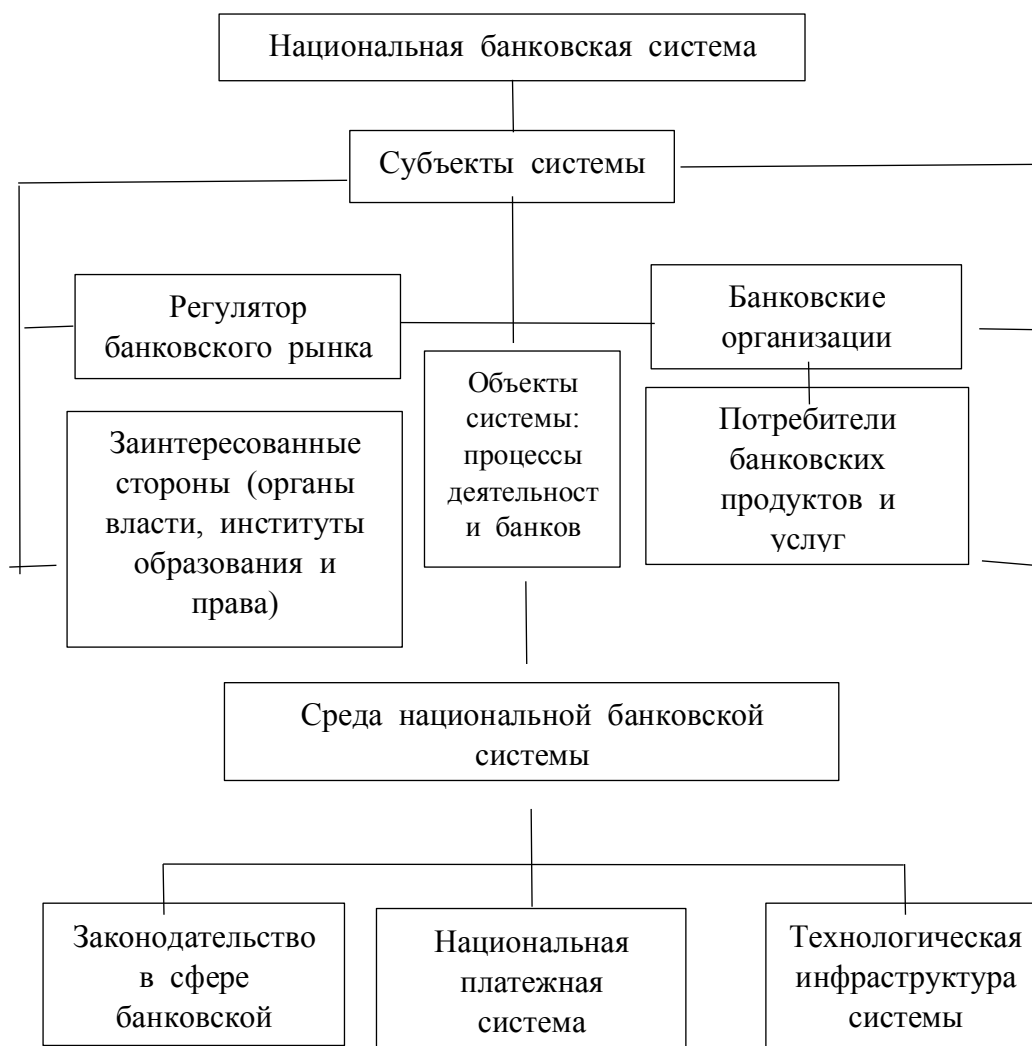 Национальная банковская система
Субъекты системы
Регулятор
банковского рынка
Банковские
организации
Объекты
системы:
процессы
деятельност
и банков
Заинтересованные
стороны (органы
власти, институты
образования и
права)
Потребители
банковских
продуктов и
услуг
Среда национальной банковской
системы
Законодательство
в сфере
банковской
Национальная
платежная
система
Технологическая
инфраструктура
системы